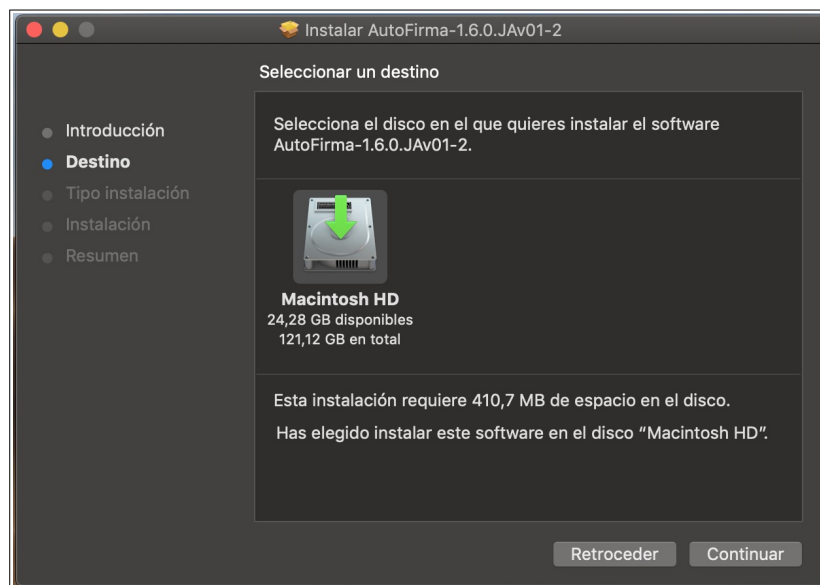 Instalar AutoFirma-1.6.0.JAv01-2
Seleccionar un destino
Introducción
Destino
Tipo instalación
Instalación
Resumen
Selecciona el disco en el que quieres instalar el software
AutoFirma-1.6.0.JAv01-2.
Macintosh HD
24,28 GB disponibles
121,12 GB en total
Esta instalación requiere 410,7 MB de espacio en el disco.
Has elegido instalar este software en el disco “Macintosh HD”.
Retroceder
Continuar